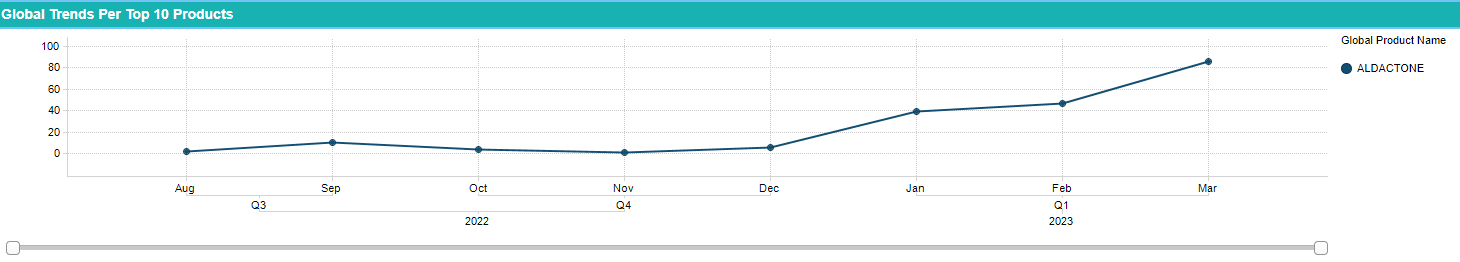 Global Trends Per Top 10 Products
Global Product Name
ALDACTONE
100
80
60
40
20
0
Aug Sep Oct Nov Dec Jan Feb Mar
Q3 Q4 Q1
2022 2023